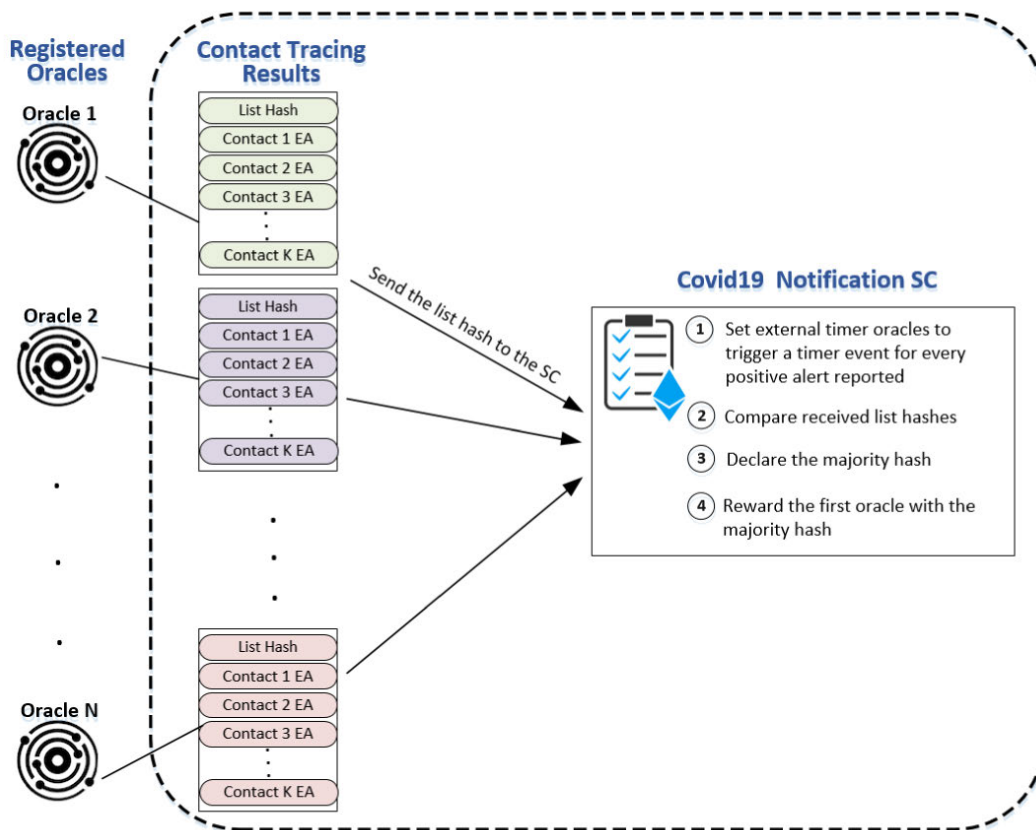 Registered
Oracles
Contact Tracing
Results
Oracle 1
List Hash
Contact 1 EA
Contact 2 EA
Contact 3 EA
Contact K EA
Oracle 2
List Hash
Contact 1 EA
Contact 2 EA
Contact 3 EA
Contact K EA
Oracle N
List Hash
Contact 1 EA
Contact 2 EA
Contact 3 EA
Contact K EA
Send the list hash to the SC
Covid19 Notification SC
1 Set external timer oracles to
trigger a timer event for every
positive alert reported
2 Compare received list hashes
3 Declare the majority hash
4 Reward the first oracle with the
majority hash